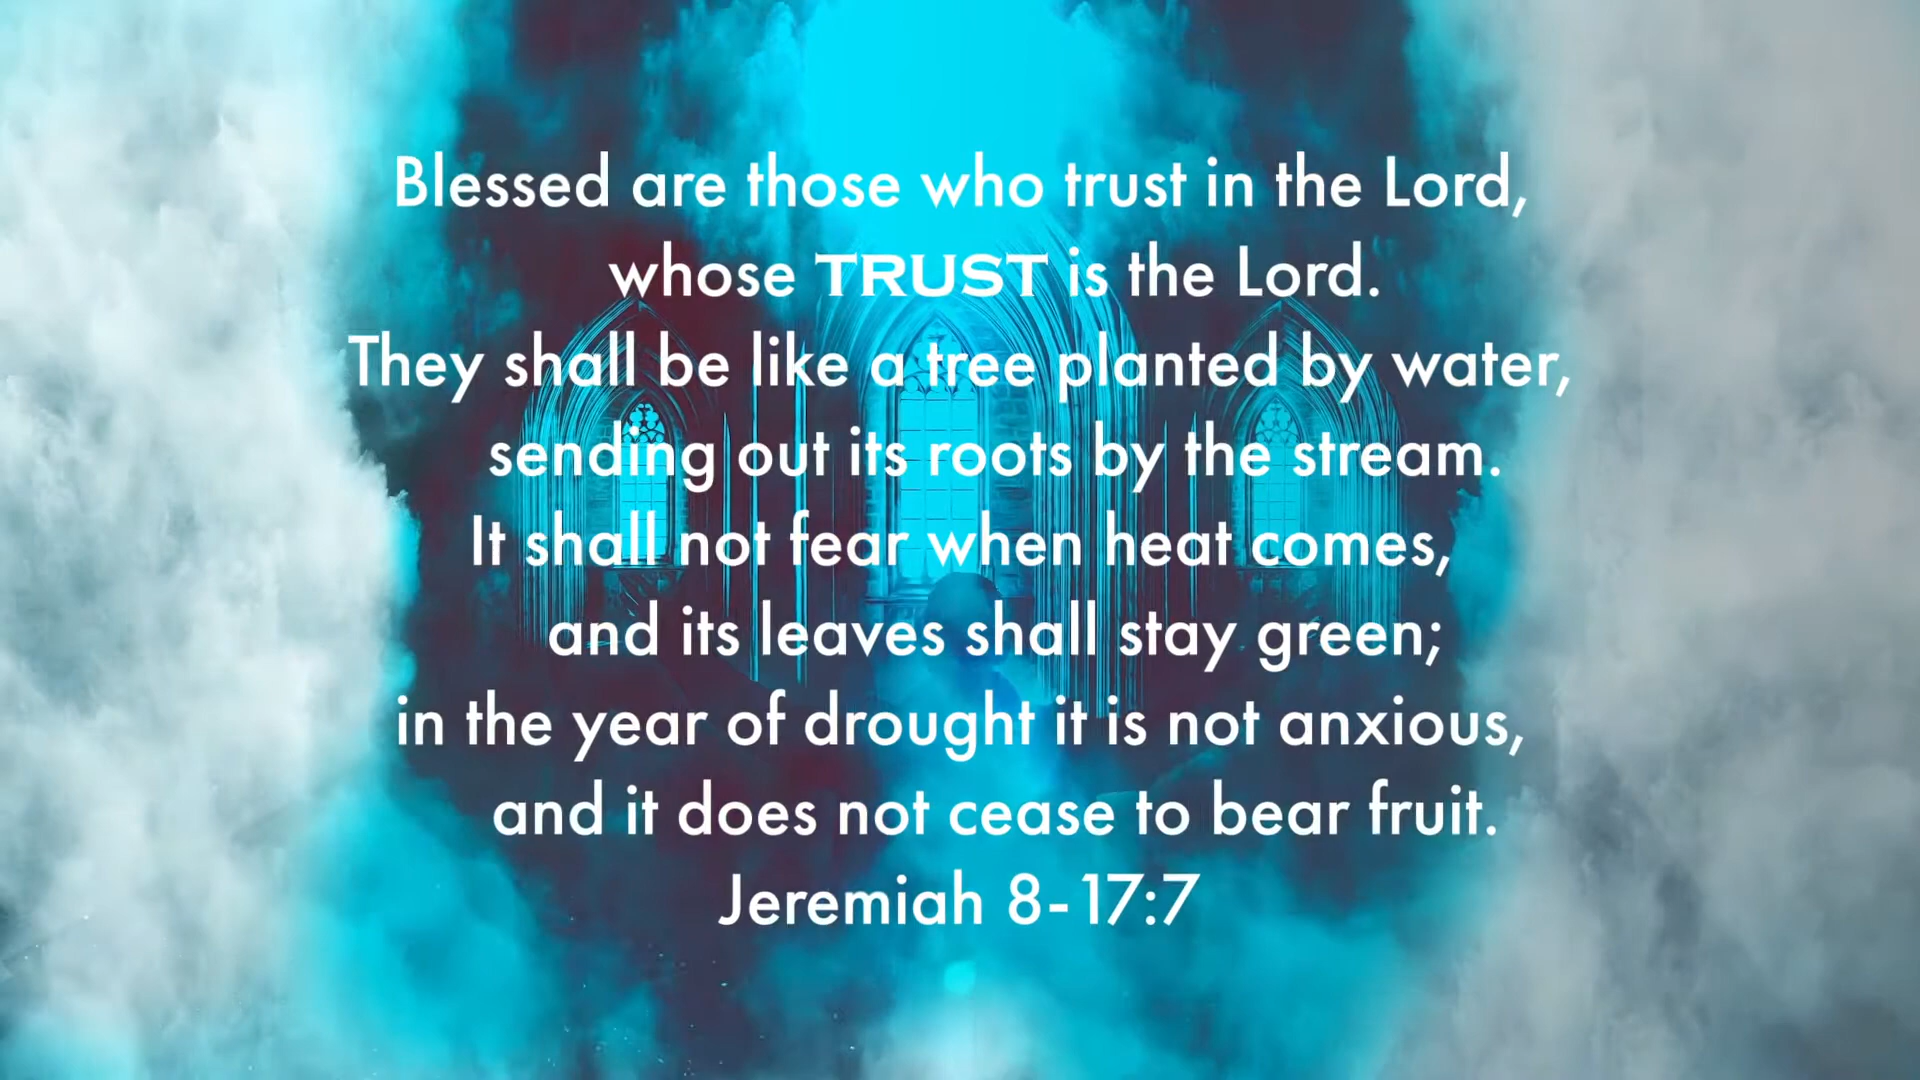 Blessed are those who trust in the Lord,
whose TRUST is the Lord.
They shall be like a tree planted by water,
sending out its roots by the stream.
It shall not fear when heat comes,
and its leaves shall stay green;
in the year of drought it is not anxious,
and it does not cease to bear fruit.
Jeremiah 8-17:7